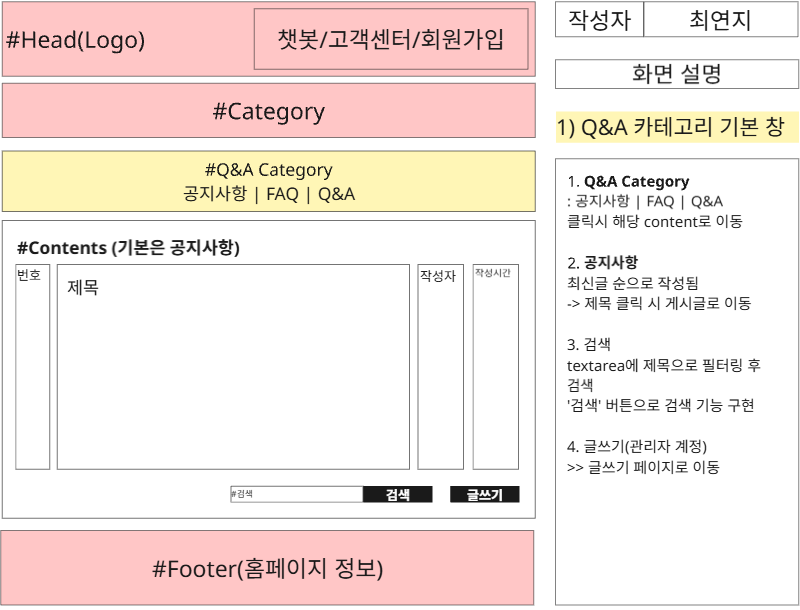 #Head(Logo)
챗봇/고객센터/회원가입
#Category
#Q&A Category
공지사항 | FAQ | Q&A
#Contents (기본은 공지사항)
번호
제목
작성자
작성시간
#검색
검색
글쓰기
#Footer(홈페이지 정보)
작성자
최연지
화면 설명
1) Q&A 카테고리 기본 창
1. Q&A Category
: 공지사항 | FAQ | Q&A
클릭시 해당 content로 이동
2. 공지사항
최신글 순으로 작성됨
-> 제목 클릭 시 게시글로 이동
3. 검색
textarea에 제목으로 필터링 후
검색
'검색' 버튼으로 검색 기능 구현
4. 글쓰기(관리자 계정)
>> 글쓰기 페이지로 이동